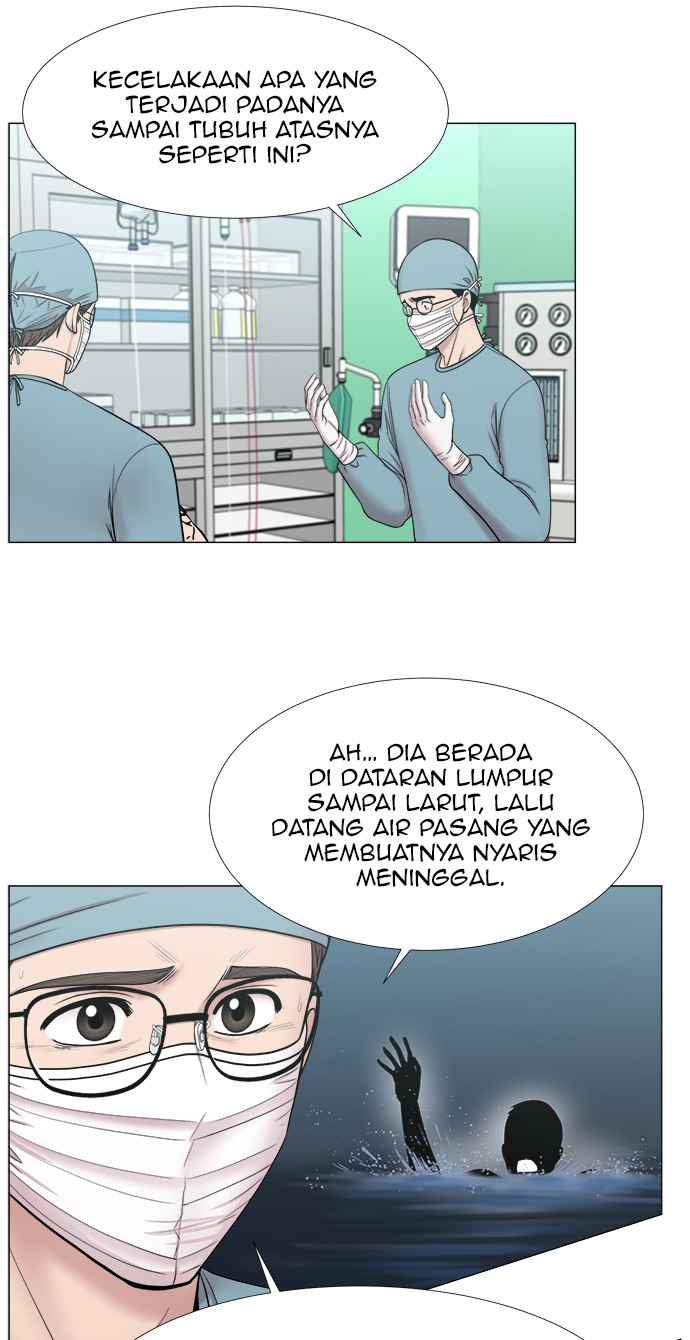 KECELAKAAN APA YANG
TERJADI PADANYA
SAMPAI TUBUH ATASNYA
SEPERTI INI?
AH... DIA BERADA
DI DATARAN LUMPUR
SAMPAI LARUT, LALU
DATANG AIR PASANG YANG
MEMBUATNYA NYARIS
MENINGGAL.